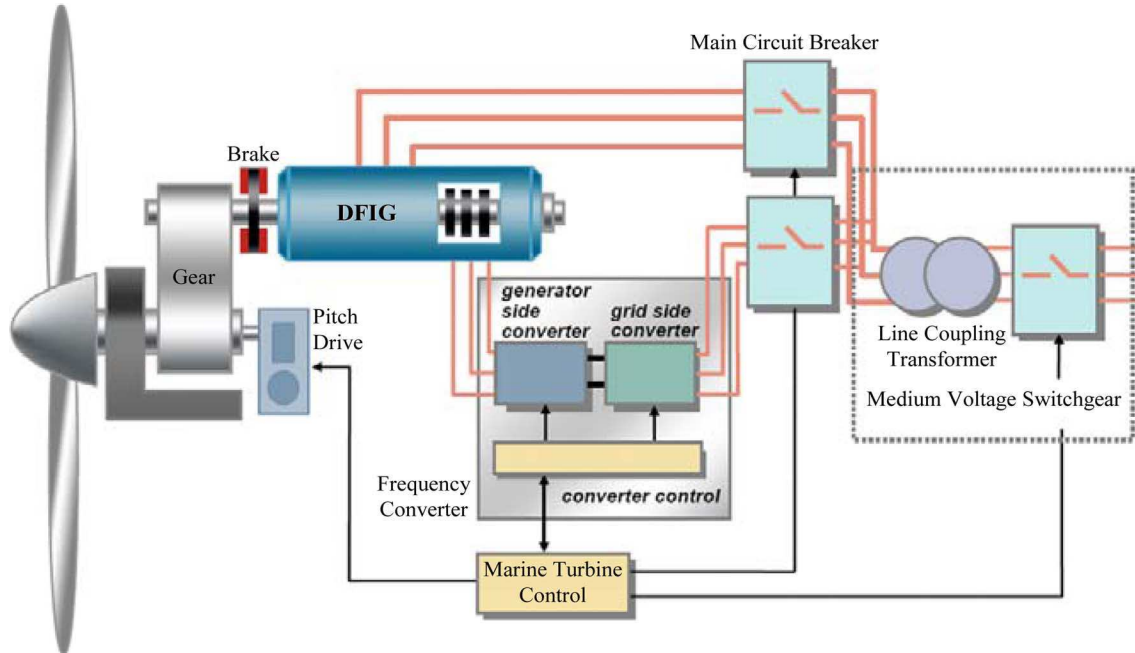 Main Circuit Breaker
Brake
DFIG
Gear
Pitch
Drive
generator
side
converter
grid side
converter
Line Coupling
Transformer
Medium Voltage Switchgear
Frequency
Converter
converter control
Marine Turbine
Control